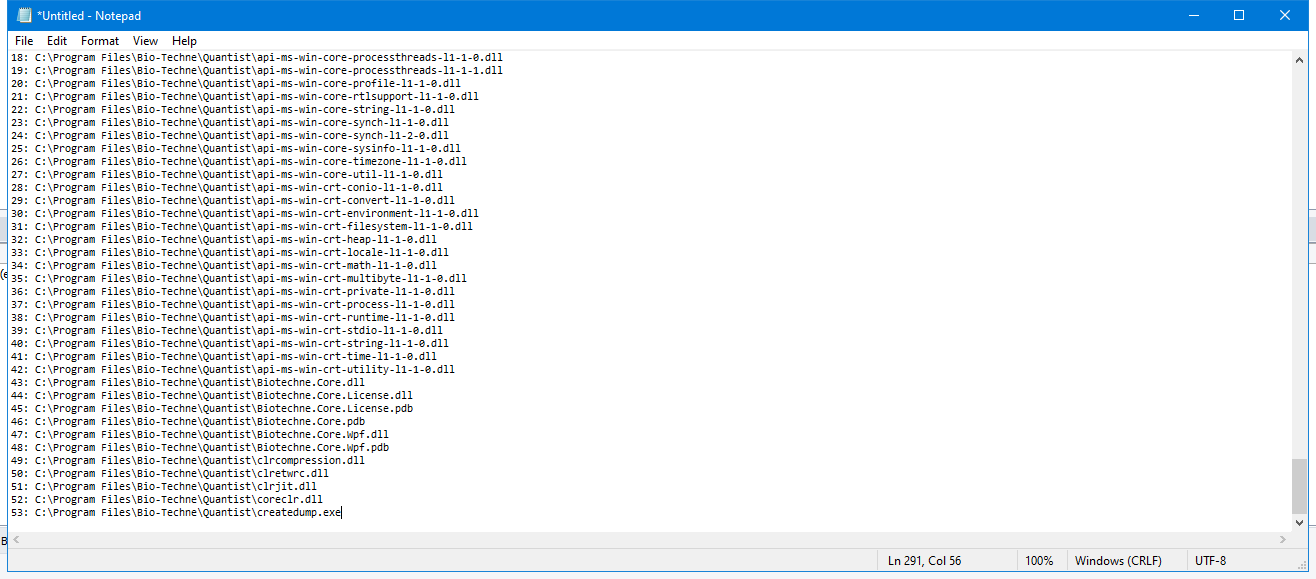 *Untitled - Notepad
File Edit Format View Help
18: C:\Program Files\Bio-Techne\Quantist\api-ms-win-core-processthreads-l1-1-0.dll
19: C:\Program Files\Bio-Techne\Quantist\api-ms-win-core-processthreads-l1-1-1.dll
20: C:\Program Files\Bio-Techne\Quantist\api-ms-win-core-profile-l1-1-0.dll
21: C:\Program Files\Bio-Techne\Quantist\api-ms-win-core-rtlsupport-l1-1-0.dll
22: C:\Program Files\Bio-Techne\Quantist\api-ms-win-core-string-l1-1-0.dll
23: C:\Program Files\Bio-Techne\Quantist\api-ms-win-core-synch-l1-1-0.dll
24: C:\Program Files\Bio-Techne\Quantist\api-ms-win-core-synch-l1-2-0.dll
25: C:\Program Files\Bio-Techne\Quantist\api-ms-win-core-sysinfo-l1-1-0.dll
26: C:\Program Files\Bio-Techne\Quantist\api-ms-win-core-timezone-l1-1-0.dll
27: C:\Program Files\Bio-Techne\Quantist\api-ms-win-core-util-l1-1-0.dll
28: C:\Program Files\Bio-Techne\Quantist\api-ms-win-crt-conio-l1-1-0.dll
29: C:\Program Files\Bio-Techne\Quantist\api-ms-win-crt-convert-l1-1-0.dll
30: C:\Program Files\Bio-Techne\Quantist\api-ms-win-crt-environment-l1-1-0.dll
31: C:\Program Files\Bio-Techne\Quantist\api-ms-win-crt-filesystem-l1-1-0.dll
32: C:\Program Files\Bio-Techne\Quantist\api-ms-win-crt-heap-l1-1-0.dll
33: C:\Program Files\Bio-Techne\Quantist\api-ms-win-crt-locale-l1-1-0.dll
34: C:\Program Files\Bio-Techne\Quantist\api-ms-win-crt-math-l1-1-0.dll
35: C:\Program Files\Bio-Techne\Quantist\api-ms-win-crt-multibyte-l1-1-0.dll
36: C:\Program Files\Bio-Techne\Quantist\api-ms-win-crt-private-l1-1-0.dll
37: C:\Program Files\Bio-Techne\Quantist\api-ms-win-crt-process-l1-1-0.dll
38: C:\Program Files\Bio-Techne\Quantist\api-ms-win-crt-runtime-l1-1-0.dll
39: C:\Program Files\Bio-Techne\Quantist\api-ms-win-crt-stdio-l1-1-0.dll
40: C:\Program Files\Bio-Techne\Quantist\api-ms-win-crt-string-l1-1-0.dll
41: C:\Program Files\Bio-Techne\Quantist\api-ms-win-crt-time-l1-1-0.dll
42: C:\Program Files\Bio-Techne\Quantist\api-ms-win-crt-utility-l1-1-0.dll
43: C:\Program Files\Bio-Techne\Quantist\Biotechne.Core.dll
44: C:\Program Files\Bio-Techne\Quantist\Biotechne.Core.License.dll
45: C:\Program Files\Bio-Techne\Quantist\Biotechne.Core.License.pdb
46: C:\Program Files\Bio-Techne\Quantist\Biotechne.Core.pdb
47: C:\Program Files\Bio-Techne\Quantist\Biotechne.Core.Wpf.dll
48: C:\Program Files\Bio-Techne\Quantist\Biotechne.Core.Wpf.pdb
49: C:\Program Files\Bio-Techne\Quantist\clrcompression.dll
50: C:\Program Files\Bio-Techne\Quantist\clretwrc.dll
51: C:\Program Files\Bio-Techne\Quantist\clrjit.dll
52: C:\Program Files\Bio-Techne\Quantist\coreclr.dll
53: C:\Program Files\Bio-Techne\Quantist\createdump.exe
Ln 291, Col 56 100% Windows (CRLF) UTF-8